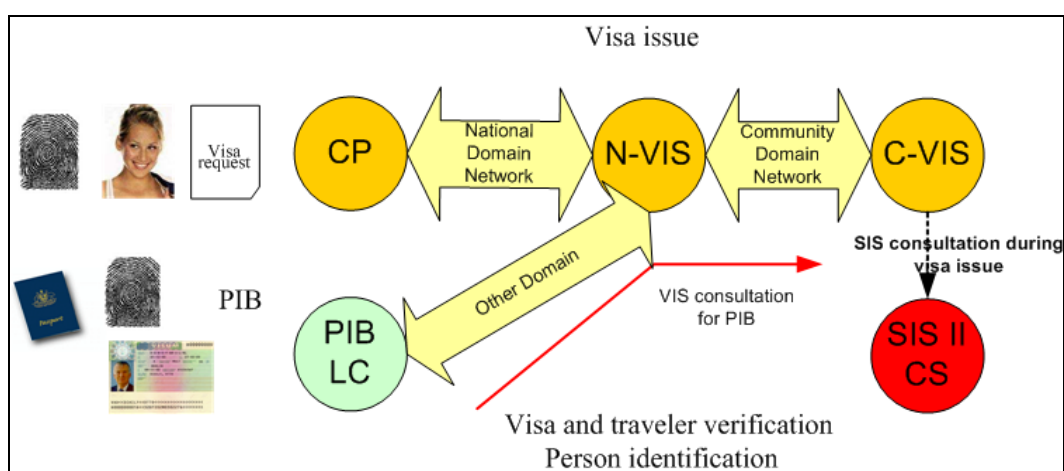 Visa issue
Visa
request
CP
National
Domain
Network
N-VIS
Community
Domain
Network
C-VIS
SIS consultation during
visa issue
Passport
PIB
Other Domain
VIS consultation
for PIB
PIB
LC
SIS II
CS
Visa and traveler verification
Person identification